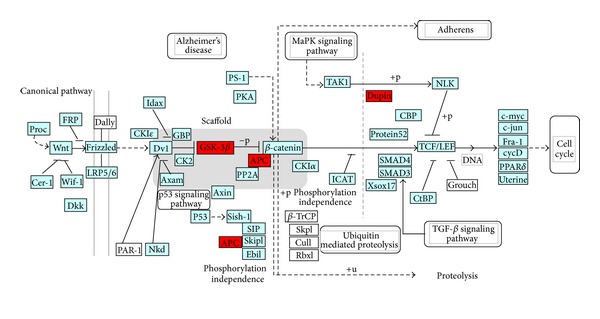 Adherens
Alzheimer's
disease
MaPK signaling
pathway
PS-1
TAK1
+p
NLK
Canonical pathway
PKA
Dupin
Idax
Scaffold
CBP
+p
c-myc
FRP
Dally
c-jun
Proc
CKIε
GBP
Protein52
Fra-1
Wnt
Frizzled
Dv1
GSK-3β
−p
β-catenin
TCF/LEF
cycD
Cell
cycle
CK2
APC
SMAD4
DNA
PPARδ
LRP5/6
PP2A
CKIα
SMAD3
Uterine
Cer-1
Wif-1
Axam
ICAT
Xsox17
Grouch
p53 signaling
pathway
Axin
+p Phosphorylation
independence
CtBP
Dkk
P53
Sish-1
β-TrCP
SIP
Skpl
Ubiquitin
mediated proteolysis
TGF-β signaling
pathway
PAR-1
Nkd
APC
Skipl
Cull
Ebil
Rbxl
Phosphorylation
independence
+u
Proteolysis